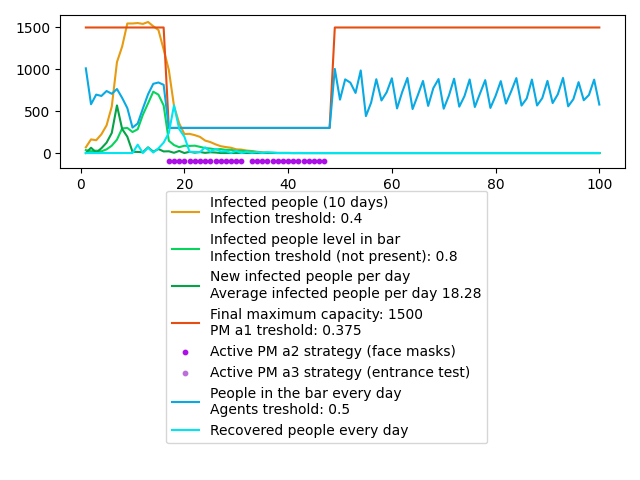 1500
1000
500
0
0
20
40
60
80
100
Infected people (10 days)
Infection treshold: 0.4
Infected people level in bar
Infection treshold (not present): 0.8
New infected people per day
Average infected people per day 18.28
Final maximum capacity: 1500
PM a1 treshold: 0.375
Active PM a2 strategy (face masks)
Active PM a3 strategy (entrance test)
People in the bar every day
Agents treshold: 0.5
Recovered people every day